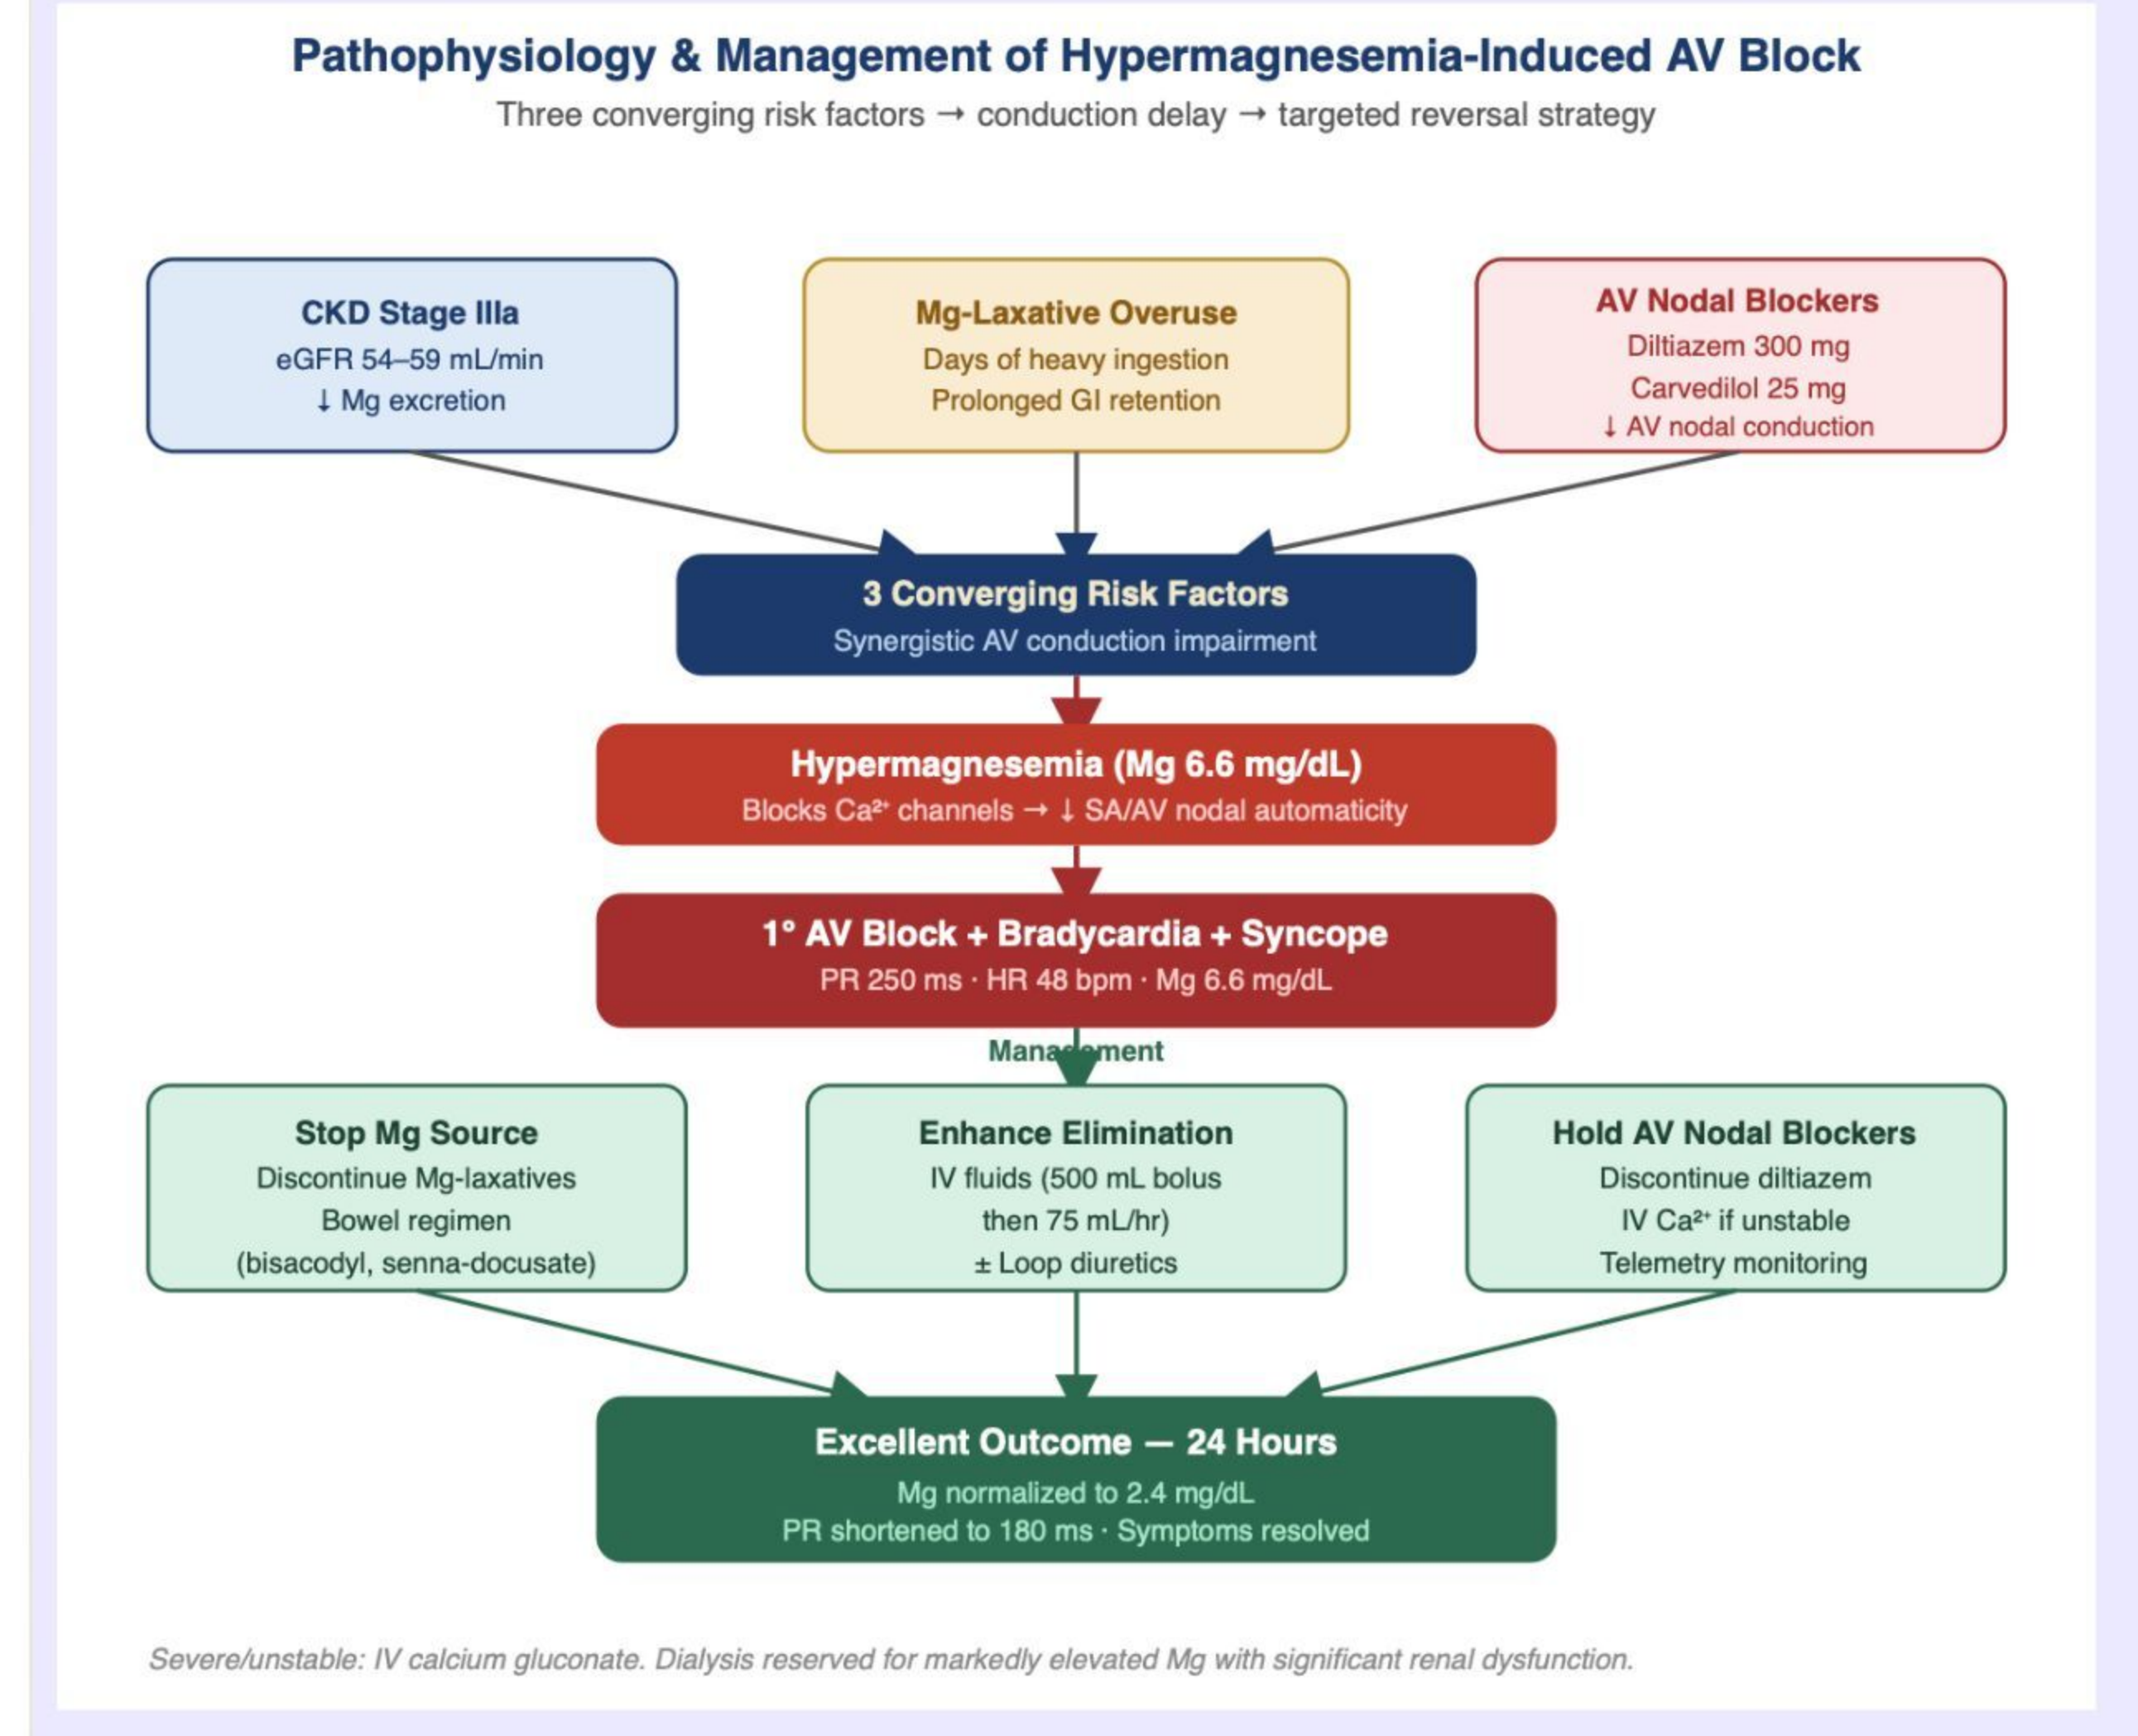 Pathophysiology & Management of Hypermagnesemia-Induced AV Block
Three converging risk factors → conduction delay → targeted reversal strategy
CKD Stage IIIa
eGFR 54–59 mL/min
↓ Mg excretion
Mg-Laxative Overuse
Days of heavy ingestion
Prolonged GI retention
AV Nodal Blockers
Diltiazem 300 mg
Carvedilol 25 mg
↓ AV nodal conduction
3 Converging Risk Factors
Synergistic AV conduction impairment
Hypermagnesemia (Mg 6.6 mg/dL)
Blocks Ca²⁺ channels → ↓ SA/AV nodal automaticity
1° AV Block + Bradycardia + Syncope
PR 250 ms · HR 48 bpm · Mg 6.6 mg/dL
Management
Stop Mg Source
Discontinue Mg-laxatives
Bowel regimen
(bisacodyl, senna-docusate)
Enhance Elimination
IV fluids (500 mL bolus
then 75 mL/hr)
± Loop diuretics
Hold AV Nodal Blockers
Discontinue diltiazem
IV Ca²⁺ if unstable
Telemetry monitoring
Excellent Outcome — 24 Hours
Mg normalized to 2.4 mg/dL
PR shortened to 180 ms · Symptoms resolved
Severe/unstable: IV calcium gluconate. Dialysis reserved for markedly elevated Mg with significant renal dysfunction.